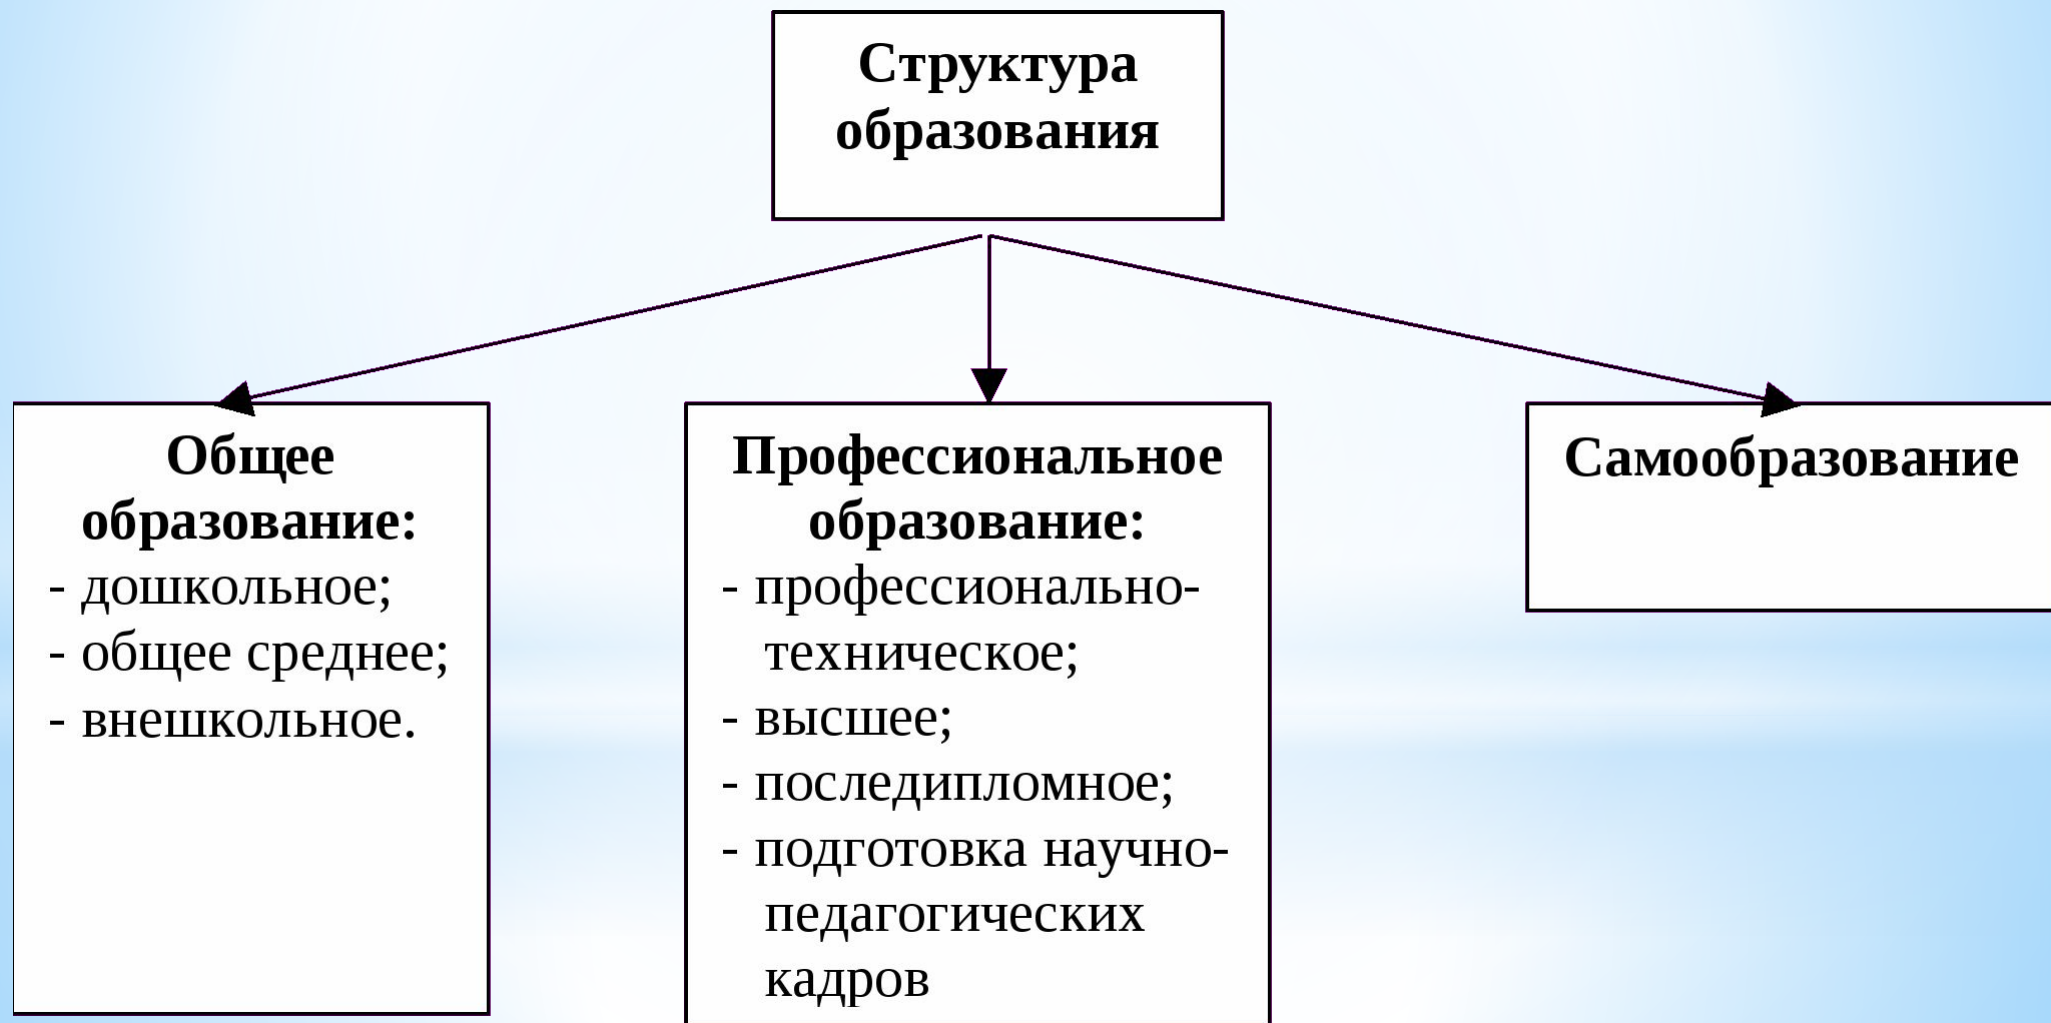 Структура
образования
Общее
образование:
- дошкольное;
- общее среднее;
- внешкольное.
Профессиональное
образование:
- профессионально-
техническое;
- высшее;
- последипломное;
- подготовка научно-
педагогических
кадров
Самообразование